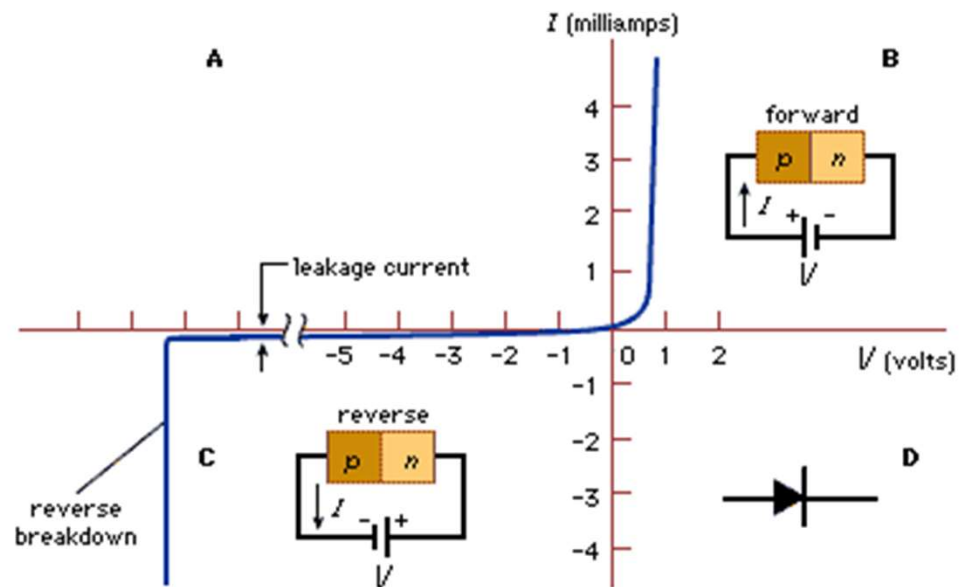 I (milliamps)
A
B
4
forward
3
p n
2
I + -
V
leakage current
1
-5 -4 -3 -2 -1 0 1 2
V (volts)
-1
reverse
C
p n
-2
D
I - +
-3
reverse
breakdown
-4
V